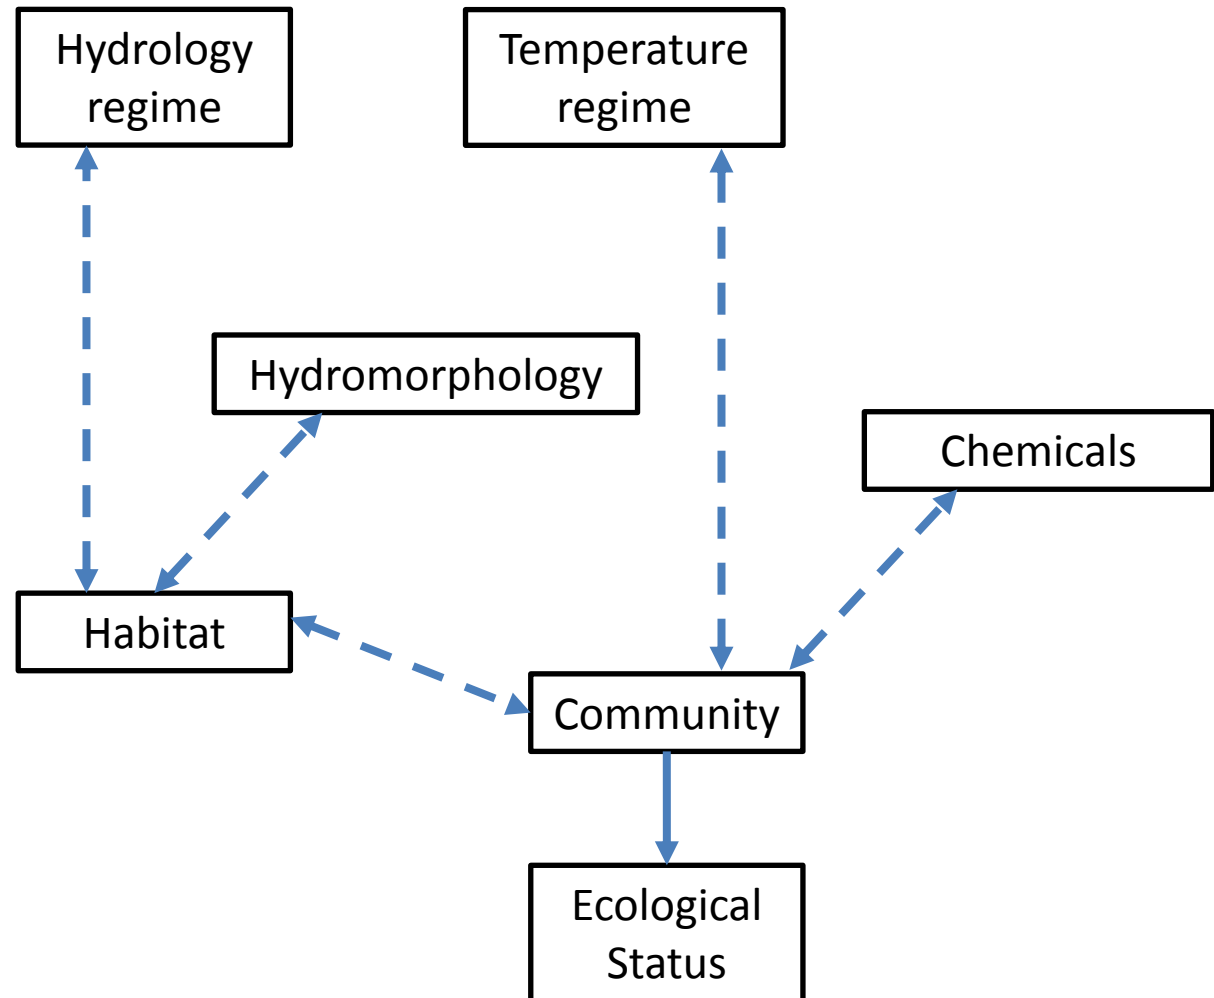 Hydrology
regime
Temperature
regime
Hydromorphology
Chemicals
Habitat
Community
Ecological
Status